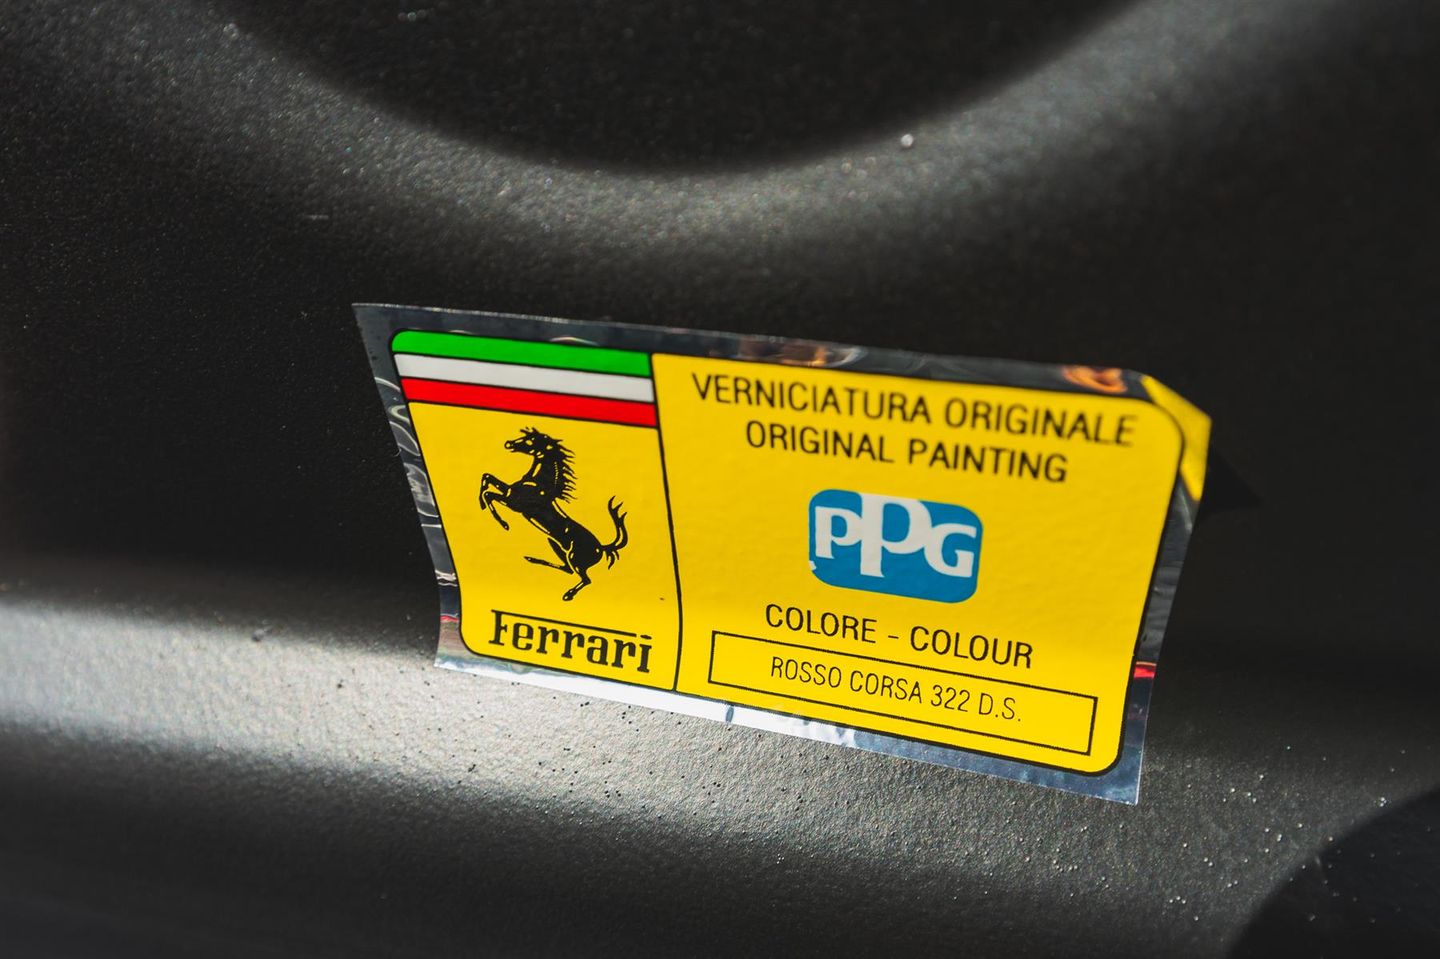 VERNICIATURA ORIGINALE
ORIGINAL PAINTING
PPG
COLORE - COLOUR
ROSSO CORSA 322 D.S.
Ferrari